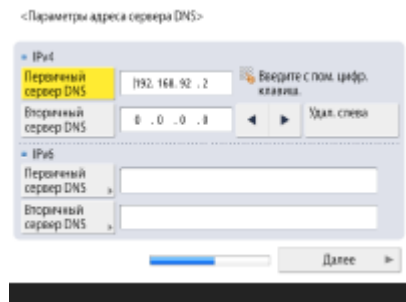 <Параметры адреса сервера DNS>
IPv4
Первичный
сервер DNS
192. 168. 92 . 2
Введите с пом. цифр.
клавиш.
Вторичный
сервер DNS
0 . 0 . 0 . 0
Удал. слева
IPv6
Первичный
сервер DNS
Вторичный
сервер DNS
Далее